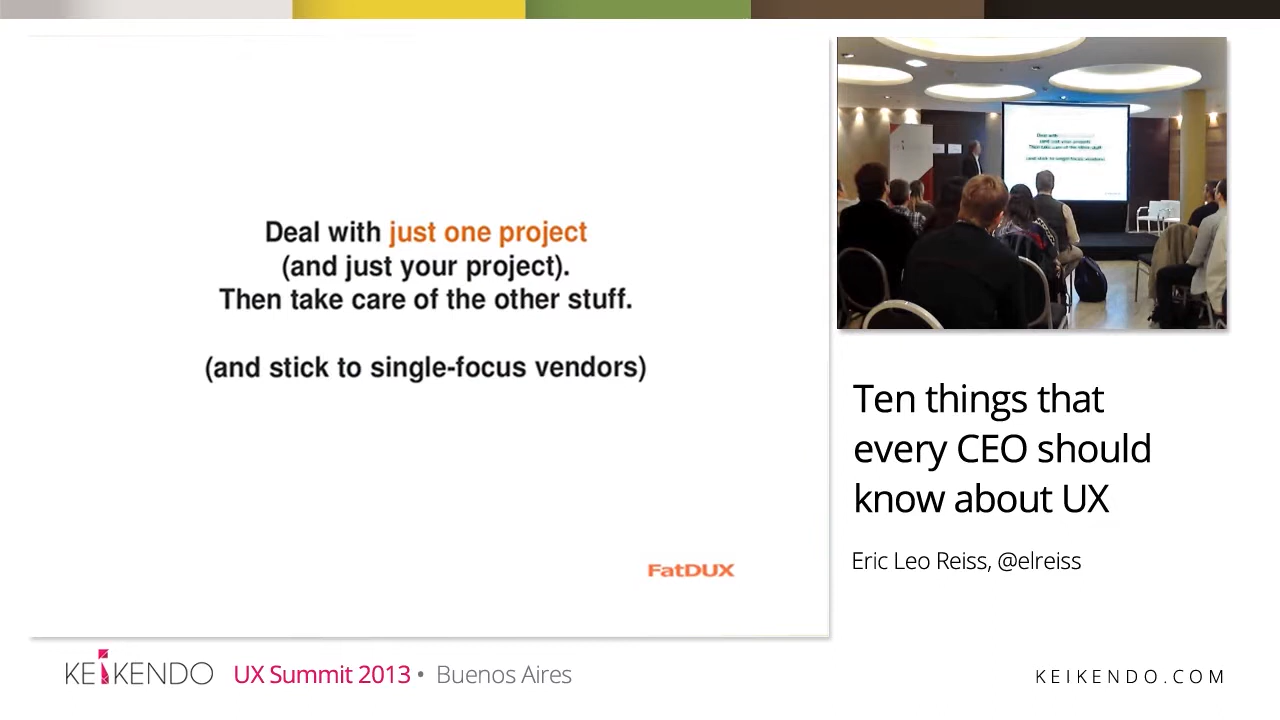 Deal with just one project
(and just your project).
Then take care of the other stuff.
(and stick to single-focus vendors)
FatDUX
Ten things that
every CEO should
know about UX
Eric Leo Reiss, @elreiss
KEIKENDO UX Summit 2013 • Buenos Aires
KEIKENDO.COM